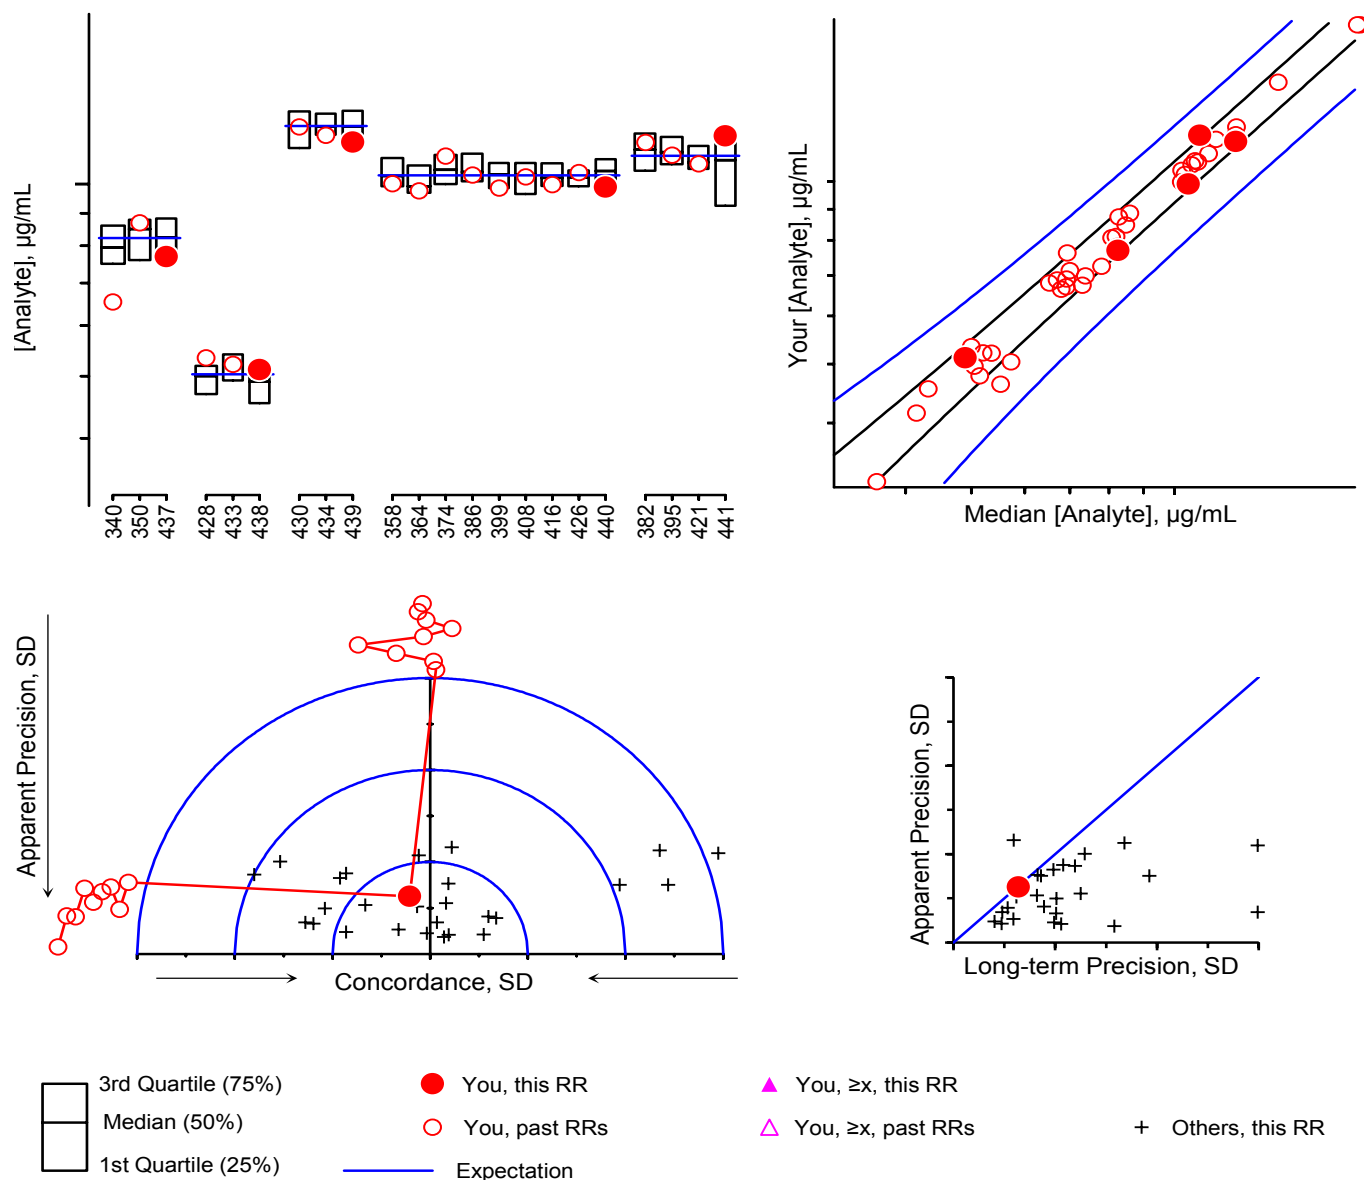 [Analyte], µg/mL
340
350
437
428
433
438
430
434
439
358
364
374
386
399
408
416
426
440
382
395
421
441
Your [Analyte], µg/mL
Median [Analyte], µg/mL
Apparent Precision, SD
Concordance, SD
Apparent Precision, SD
Long-term Precision, SD
3rd Quartile (75%)
Median (50%)
1st Quartile (25%)
You, this RR
You, past RRs
Expectation
You, ≥x, this RR
You, ≥x, past RRs
Others, this RR